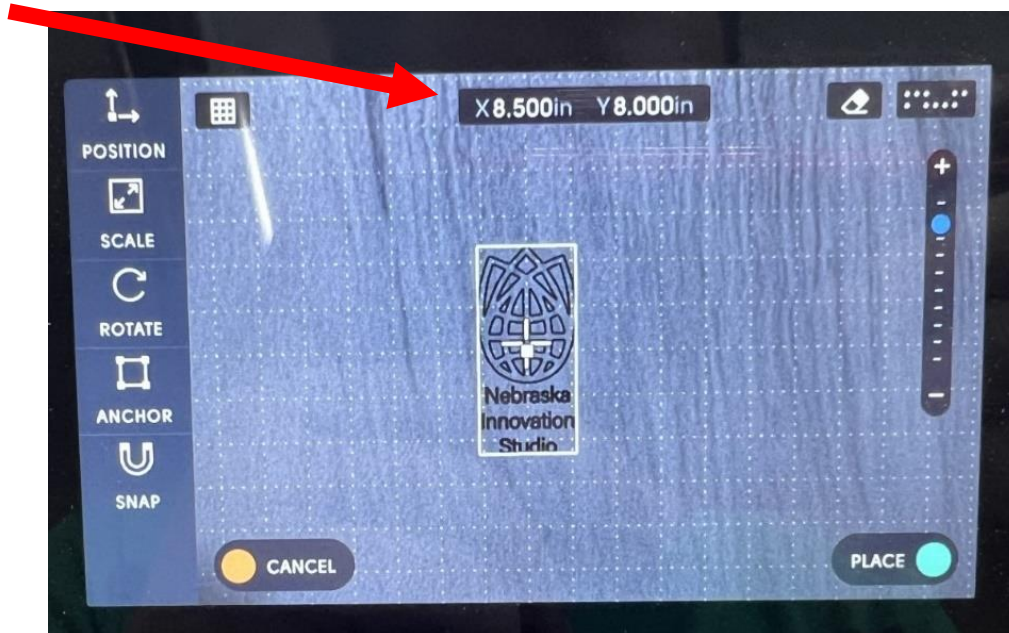 X8.500in Y8.000in
POSITION
SCALE
ROTATE
ANCHOR
SNAP
Nebraska
Innovation
Studio
CANCEL
PLACE